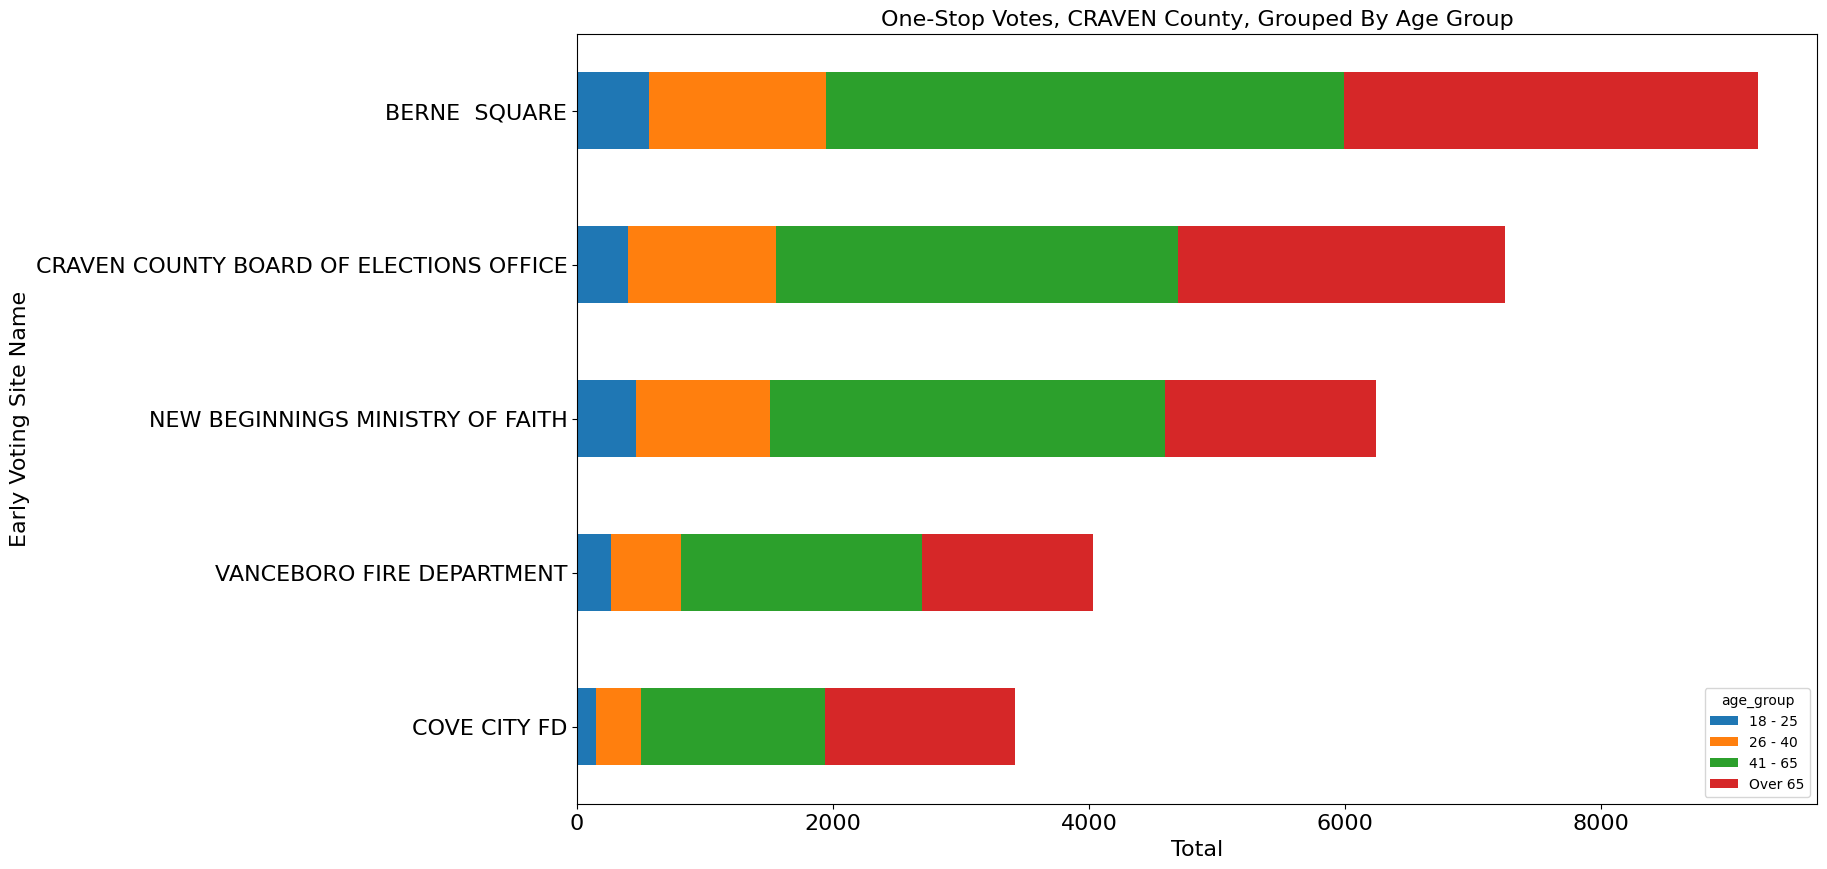 One-Stop Votes, CRAVEN County, Grouped By Age Group
Early Voting Site Name
BERNE  SQUARE
CRAVEN COUNTY BOARD OF ELECTIONS OFFICE
NEW BEGINNINGS MINISTRY OF FAITH
VANCEBORO FIRE DEPARTMENT
COVE CITY FD
age_group
18 - 25
26 - 40
41 - 65
Over 65
0 2000 4000 6000 8000
Total